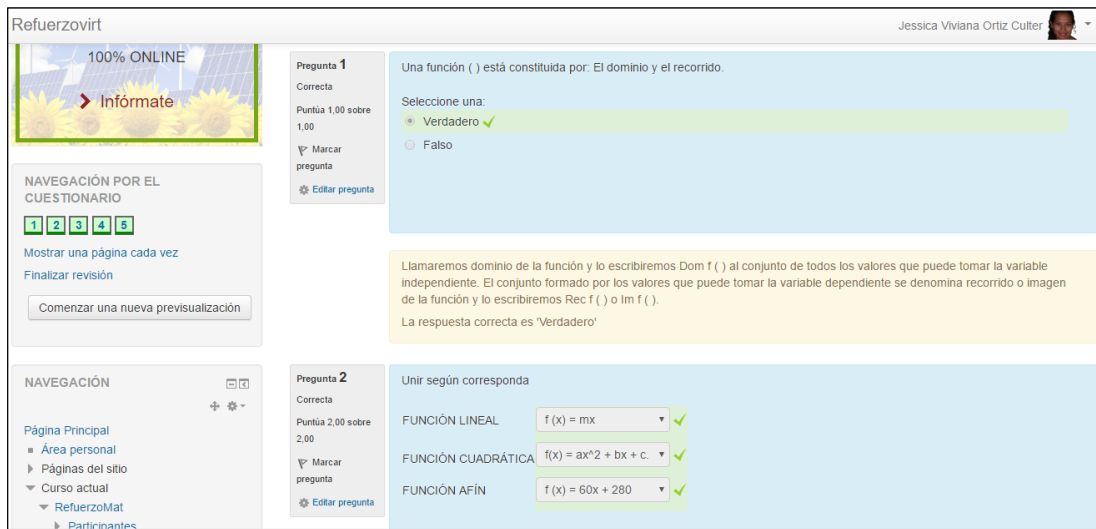 Refuerzovirt
Jessica Viviana Ortiz Culter
100% ONLINE
Infórmate
NAVEGACIÓN POR EL
CUESTIONARIO
1 2 3 4 5
Mostrar una página cada vez
Finalizar revisión
Comenzar una nueva previsualización
NAVEGACIÓN
Página Principal
Área personal
Páginas del sitio
Curso actual
RefuerzoMat
Participantes
Pregunta 1
Correcta
Puntúa 1,00 sobre
1,00
Marcar
pregunta
Editar pregunta
Una función ( ) está constituida por: El dominio y el recorrido.
Seleccione una:
Verdadero
Falso
Llamaremos dominio de la función y lo escribiremos Dom f ( ) al conjunto de todos los valores que puede tomar la variable
independiente. El conjunto formado por los valores que puede tomar la variable dependiente se denomina recorrido o imagen
de la función y lo escribiremos Rec f ( ) o Im f ( ).
La respuesta correcta es 'Verdadero'
Pregunta 2
Correcta
Puntúa 2,00 sobre
2,00
Marcar
pregunta
Editar pregunta
Unir según corresponda
FUNCIÓN LINEAL f (x) = mx
FUNCIÓN CUADRÁTICA f(x) = ax^2 + bx + c.
FUNCIÓN AFÍN f (x) = 60x + 280